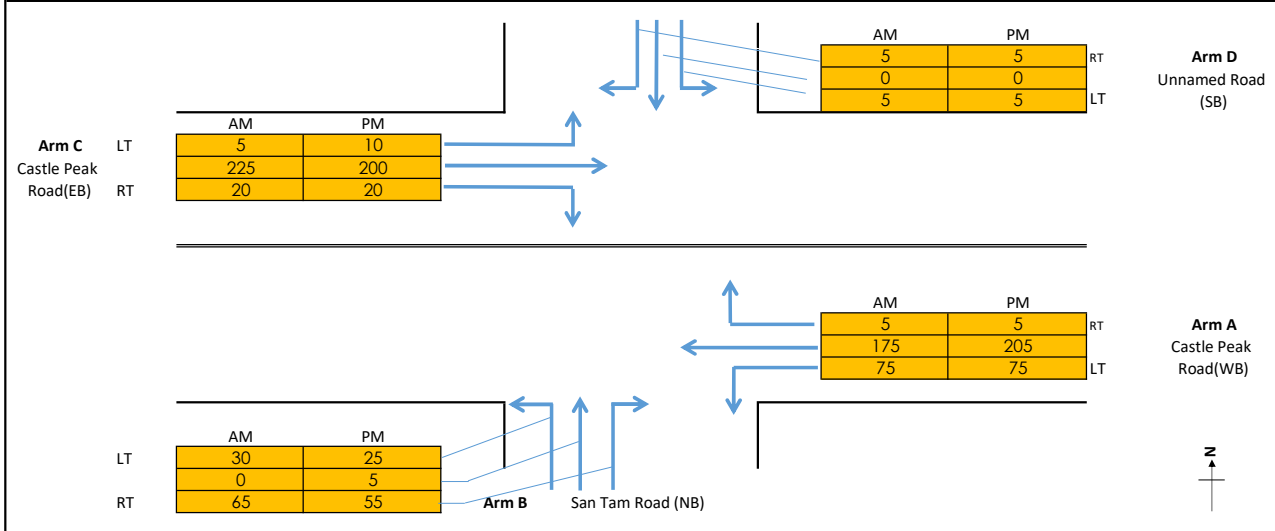 AM PM
5 5 RT
0 0
5 5 LT
Arm D
Unnamed Road
(SB)
AM PM
Arm C LT 5 10
Castle Peak 225 200
Road(EB) RT 20 20
AM PM
5 5 RT
175 205
75 75 LT
Arm A
Castle Peak
Road(WB)
AM PM
LT 30 25
0 5
RT 65 55
Arm B San Tam Road (NB)
N